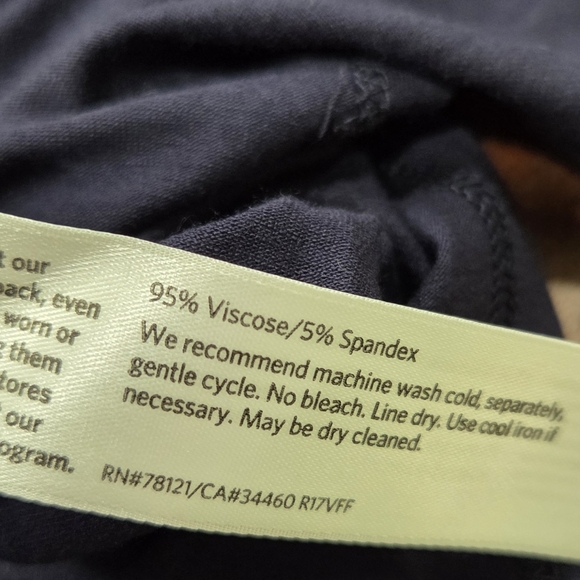 our
back, even
worn or
them
tores
our
ogram.
95% Viscose/5% Spandex
We recommend machine wash cold, separately,
gentle cycle. No bleach. Line dry. Use cool iron if
necessary. May be dry cleaned.
RN#78121/CA#34460 R17VFF